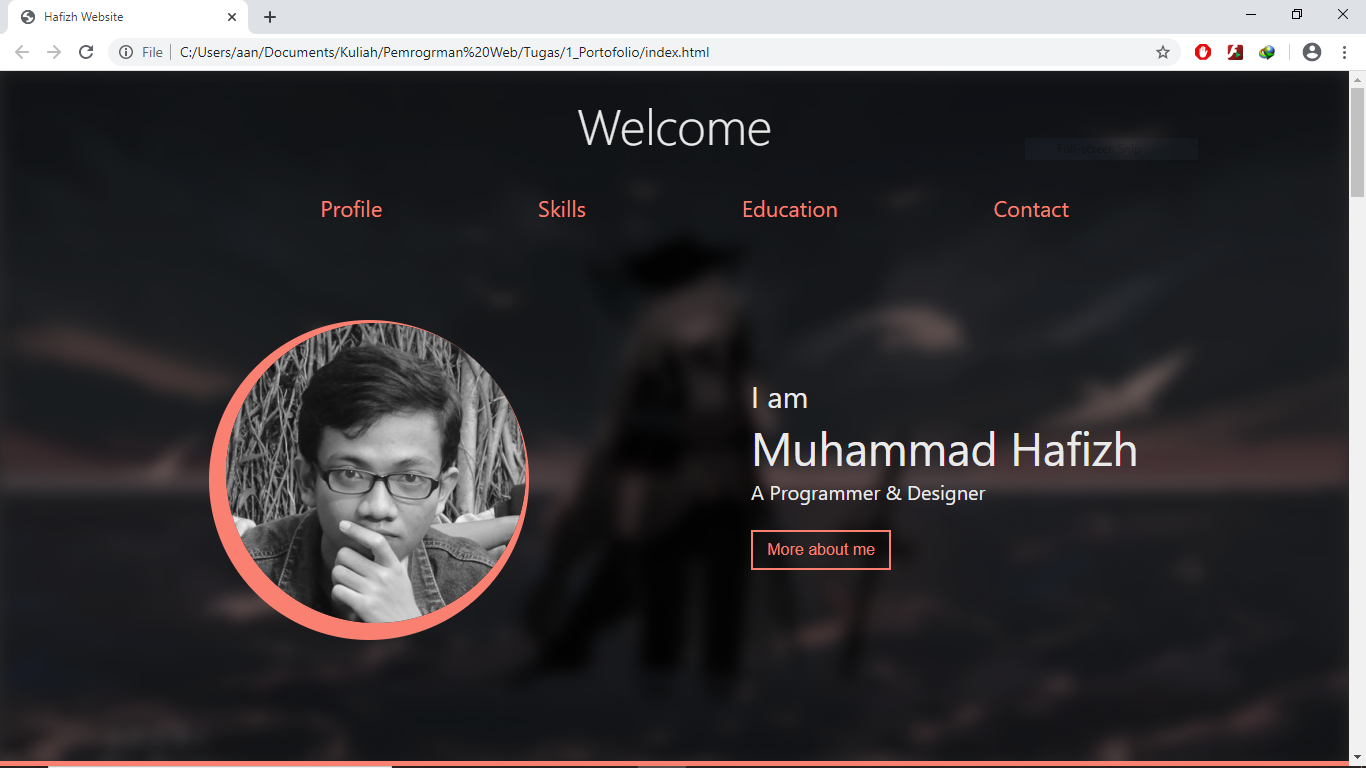 Hafizh Website
File
C:/Users/aan/Documents/Kuliah/Pemrogrman%20Web/Tugas/1_Portofolio/index.html
Welcome
Profile
Skills
Education
Contact
I am
Muhammad Hafizh
A Programmer & Designer
More about me